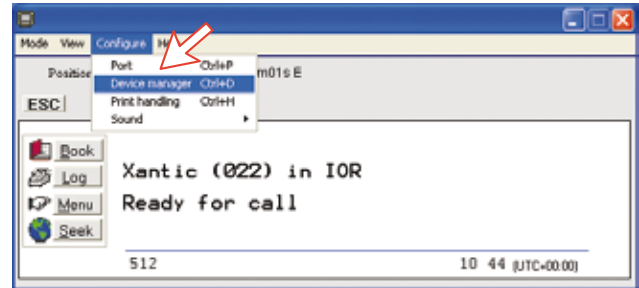 Mode View Configure H
Position m01s E
Port Ctrl+P
Device manager Ctrl+D
Print handling Ctrl+H
Sound
ESC
Book
Log
Menu
Seek
Xantic (022) in IOR
Ready for call
512 10 44 (UTC+00:00)